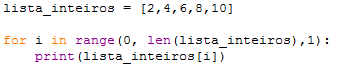 lista_inteiros = [2,4,6,8,10]
for i in range(0, len(lista_inteiros),1):
    print(lista_inteiros[i])